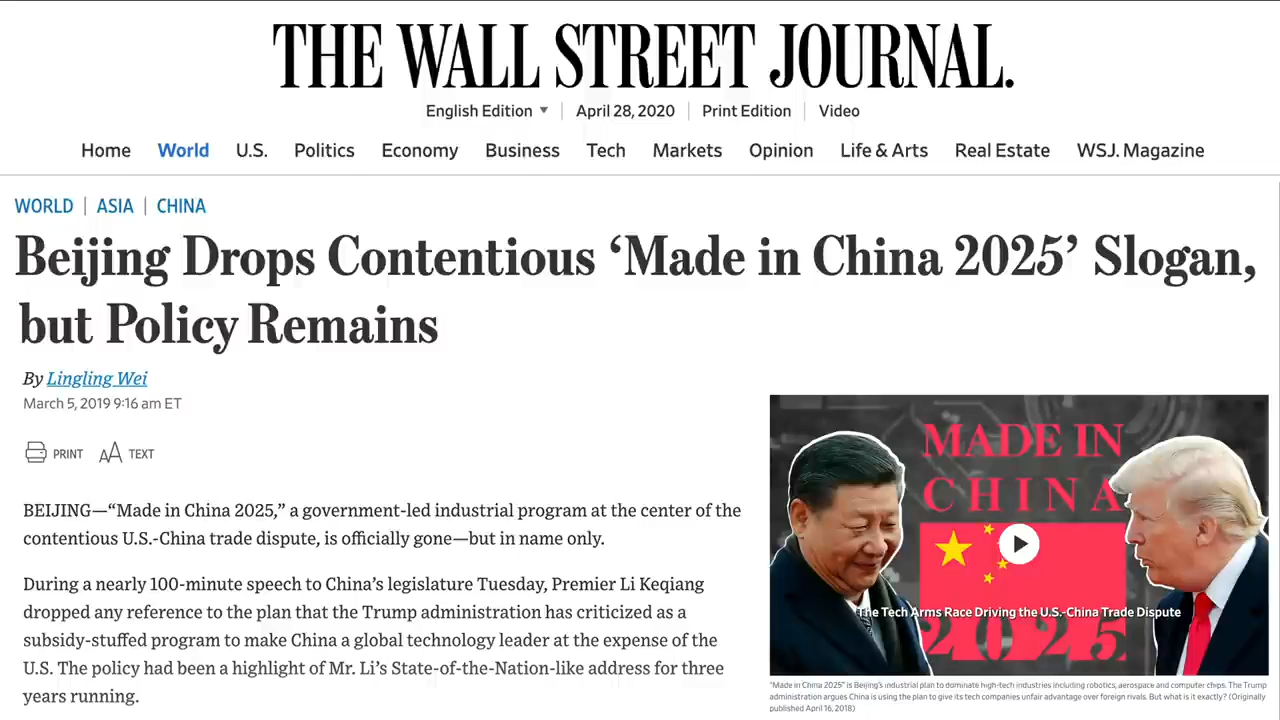 THE WALL STREET JOURNAL.
English Edition
April 28, 2020
Print Edition
Video
Home World U.S. Politics Economy Business Tech Markets Opinion Life & Arts Real Estate WSJ. Magazine
WORLD | ASIA | CHINA
Beijing Drops Contentious ‘Made in China 2025’ Slogan,
but Policy Remains
By Lingling Wei
March 5, 2019 9:16 am ET
PRINT AA TEXT
BEIJING—“Made in China 2025,” a government-led industrial program at the center of the
contentious U.S.-China trade dispute, is officially gone—but in name only.
During a nearly 100-minute speech to China’s legislature Tuesday, Premier Li Keqiang
dropped any reference to the plan that the Trump administration has criticized as a
subsidy-stuffed program to make China a global technology leader at the expense of the
U.S. The policy had been a highlight of Mr. Li’s State-of-the-Nation-like address for three
years running.
MADE IN
CHINA
The Tech Arms Race Driving the U.S.-China Trade Dispute
2025
“Made in China 2025” is Beijing’s industrial plan to dominate high-tech industries including robotics, aerospace and computer chips. The Trump
administration argues China is using the plan to give its tech companies unfair advantage over foreign rivals. But what is it exactly? (Originally
published April 16, 2018)